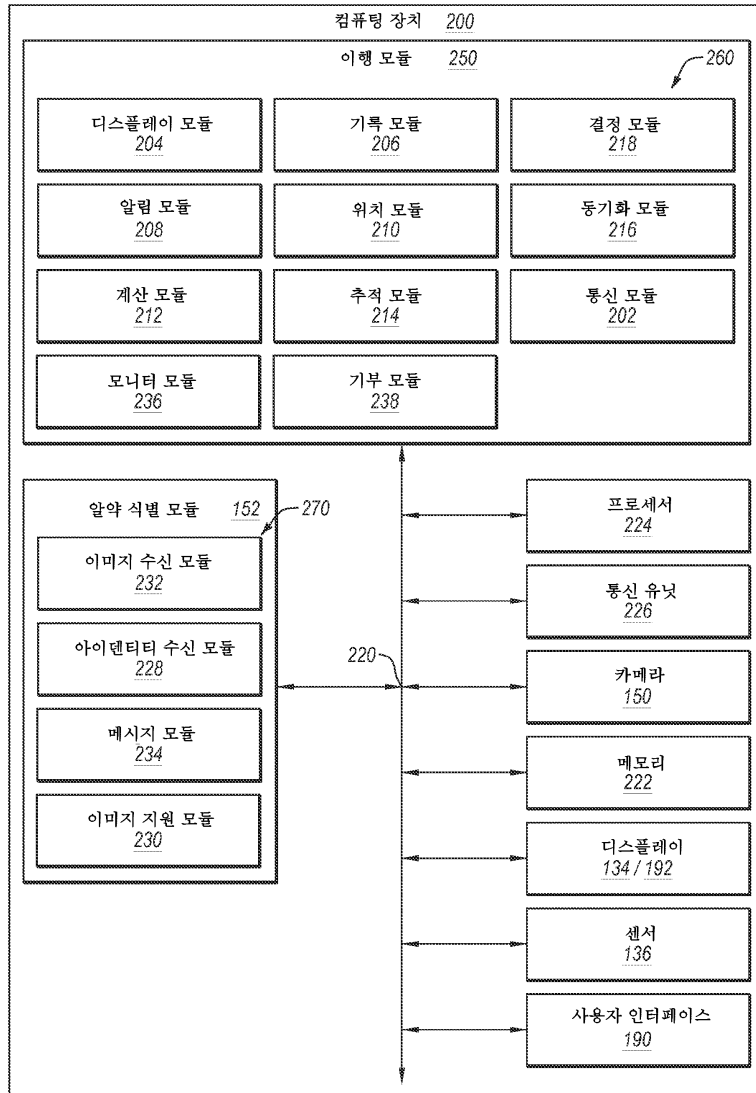 컴퓨팅 장치 200
이행 모듈 250
260
디스플레이 모듈
204
기록 모듈
206
결정 모듈
218
알림 모듈
208
위치 모듈
210
동기화 모듈
216
계산 모듈
212
추적 모듈
214
통신 모듈
202
모니터 모듈
236
기부 모듈
238
알약 식별 모듈 152
270
이미지 수신 모듈
232
아이덴티티 수신 모듈
228
메시지 모듈
234
이미지 지원 모듈
230
220
프로세서
224
통신 유닛
226
카메라
150
메모리
222
디스플레이
134 / 192
센서
136
사용자 인터페이스
190